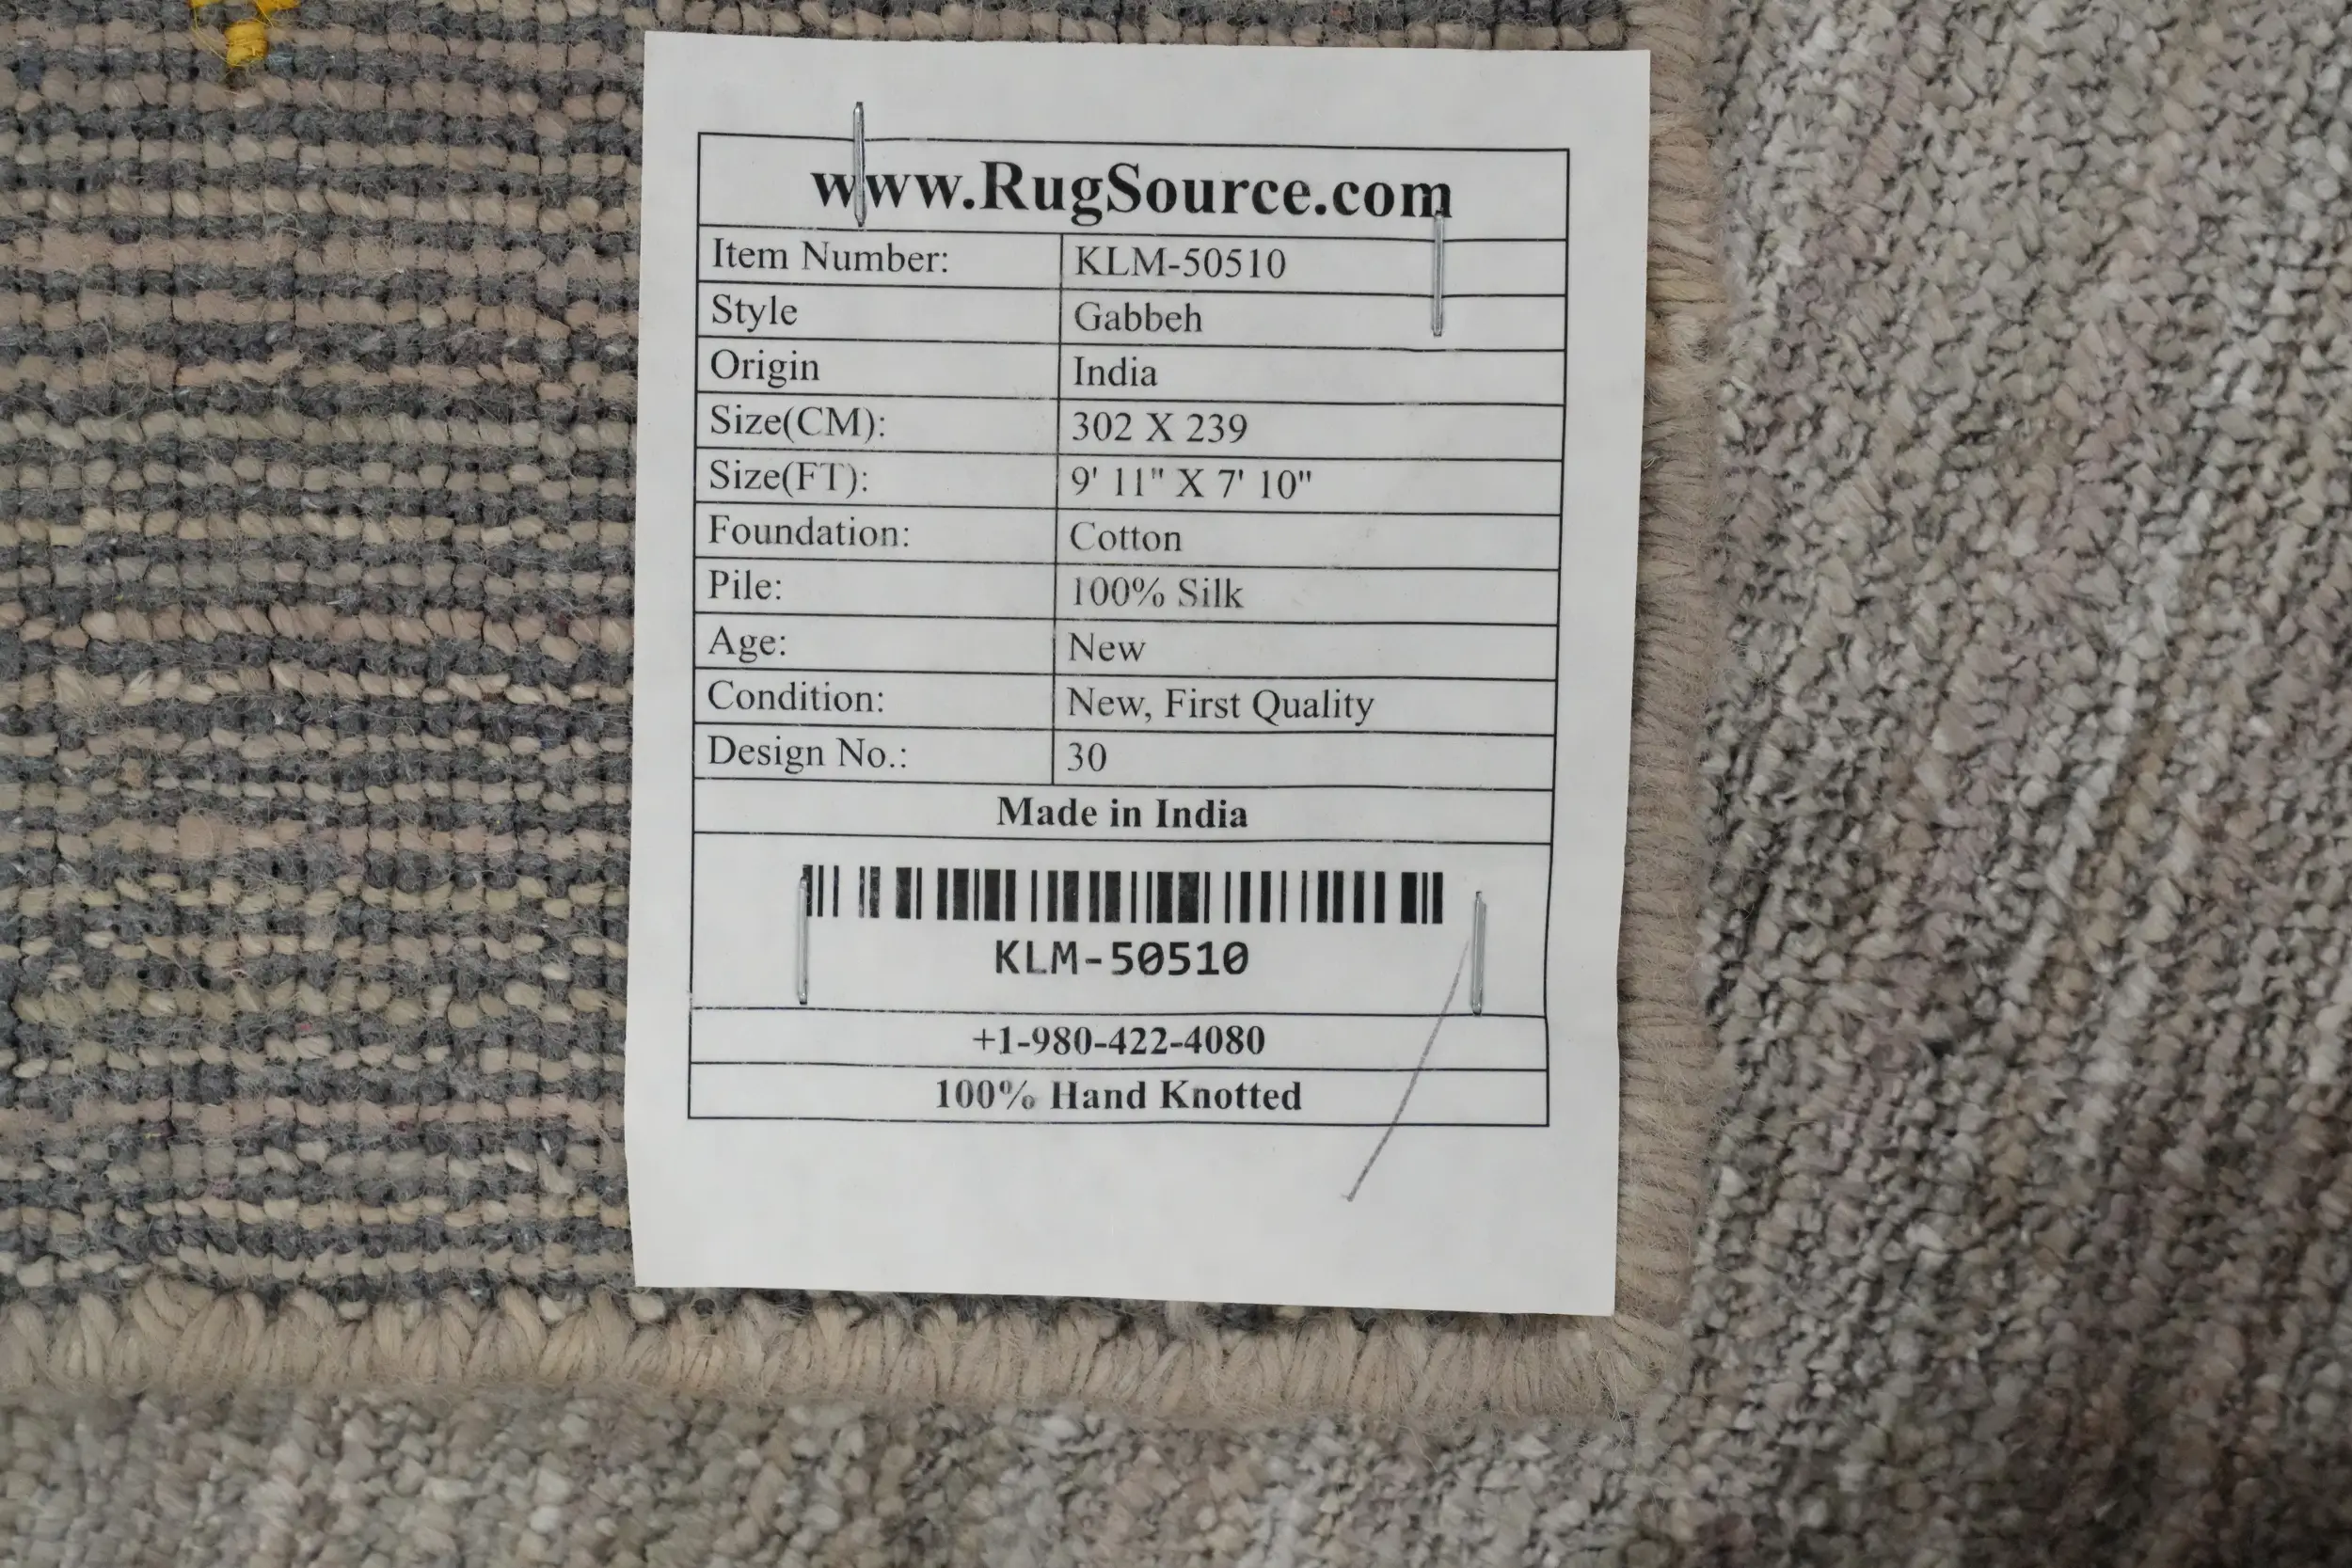 www.RugSource.com
Item Number: KLM-50510
Style Gabbeh
Origin India
Size(CM): 302 X 239
Size(FT): 9' 11" X 7' 10"
Foundation: Cotton
Pile: 100% Silk
Age: New
Condition: New, First Quality
Design No.: 30
Made in India
KLM-50510
+1-980-422-4080
100% Hand Knotted